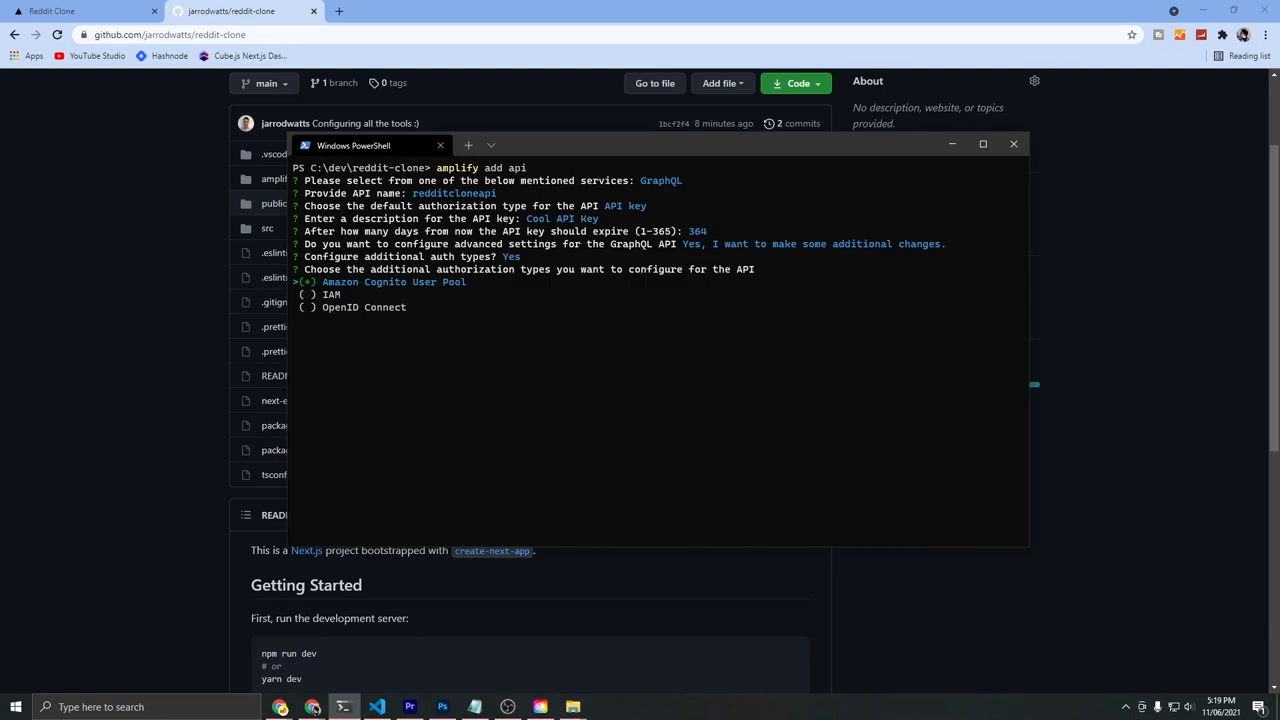 Reddit Clone
jarrodwatts/reddit-clone
github.com/jarrodwatts/reddit-clone
Apps
YouTube Studio
Hashnode
Cube.js Next.js Das...
Reading list
main
1 branch
0 tags
Go to file
Add file
Code
About
No description, website, or topics
provided.
jarrodwatts Configuring all the tools :)
1bcf2f4 8 minutes ago
2 commits
Windows PowerShell
PS C:\dev\reddit-clone> amplify add api
? Please select from one of the below mentioned services: GraphQL
? Provide API name: redditcloneapi
? Choose the default authorization type for the API API key
? Enter a description for the API key: Cool API Key
? After how many days from now the API key should expire (1-365): 364
? Do you want to configure advanced settings for the GraphQL API Yes, I want to make some additional changes.
? Configure additional auth types? Yes
? Choose the additional authorization types you want to configure for the API
>(*) Amazon Cognito User Pool
( ) IAM
( ) OpenID Connect
.vsco
amplif
public
src
.eslint
.eslint
.gitign
.pretti
.pretti
READM
next-e
packa
packa
tsconf
READ
This is a Next.js project bootstrapped with create-next-app.
Getting Started
First, run the development server:
npm run dev
# or
yarn dev
Type here to search
5:19 PM
11/06/2021